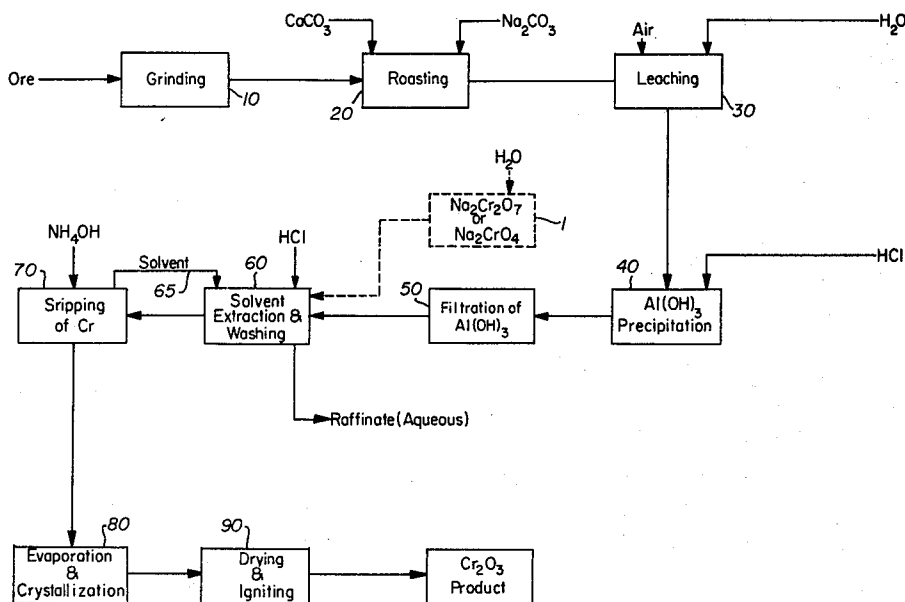 CaCO₃
Na₂CO₃
Air
H₂O
Ore
Grinding
10
Roasting
20
Leaching
30
H₂O
Na₂Cr₂O₇
or
Na₂CrO₄
1
NH₄OH
HCl
HCl
Solvent
65
70
Sripping
of Cr
60
Solvent
Extraction &
Washing
50
Filtration of
Al(OH)₃
40
Al(OH)₃
Precipitation
Raffinate (Aqueous)
80
Evaporation
&
Crystallization
90
Drying
&
Igniting
Cr₂O₃
Product